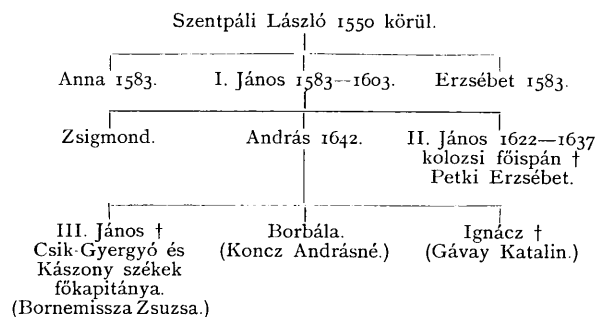 Szentpáli László 1550 körül.
Anna 1583. I. János 1583—1603. Erzsébet 1583.
Zsigmond. András 1642. II. János 1622—1637
kolozsi főispán †
Petki Erzsébet.
III. János † Borbála. Ignácz †
Csik-Gyergyó és (Koncz Andrásné.) (Gávay Katalin.)
Kászony székek
főkapitánya.
(Bornemissza Zsuzsa.)